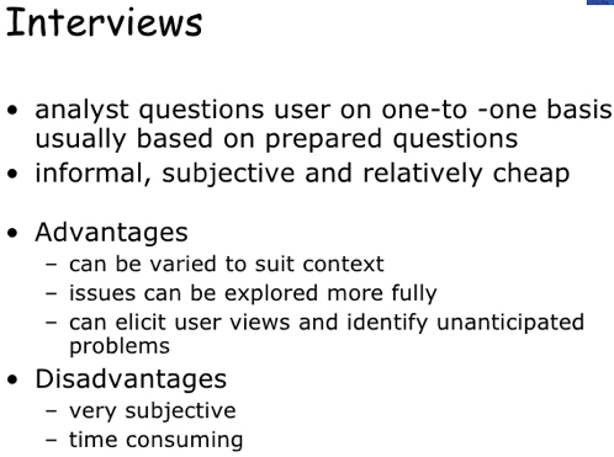 Interviews
• analyst questions user on one-to -one basis
usually based on prepared questions
• informal, subjective and relatively cheap
• Advantages
– can be varied to suit context
– issues can be explored more fully
– can elicit user views and identify unanticipated
problems
• Disadvantages
– very subjective
– time consuming